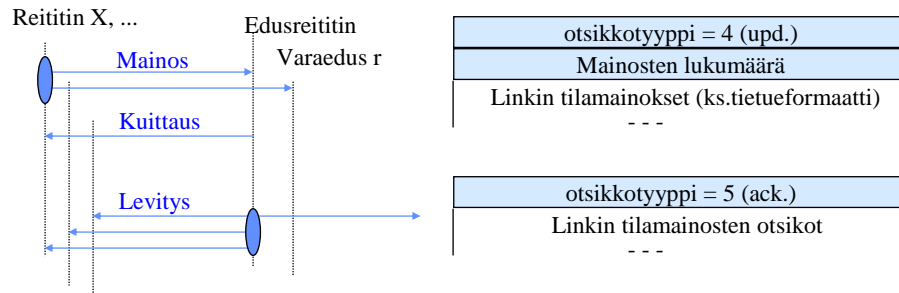 Reititin X, ...
Edusreititin
Varaedus r
Mainos
Kuittaus
Levitys
otsikkotyyppi = 4 (upd.)
Mainosten lukumäärä
Linkin tilamainokset (ks.tietueformaatti)
- - -
otsikkotyyppi = 5 (ack.)
Linkin tilamainosten otsikot
- - -